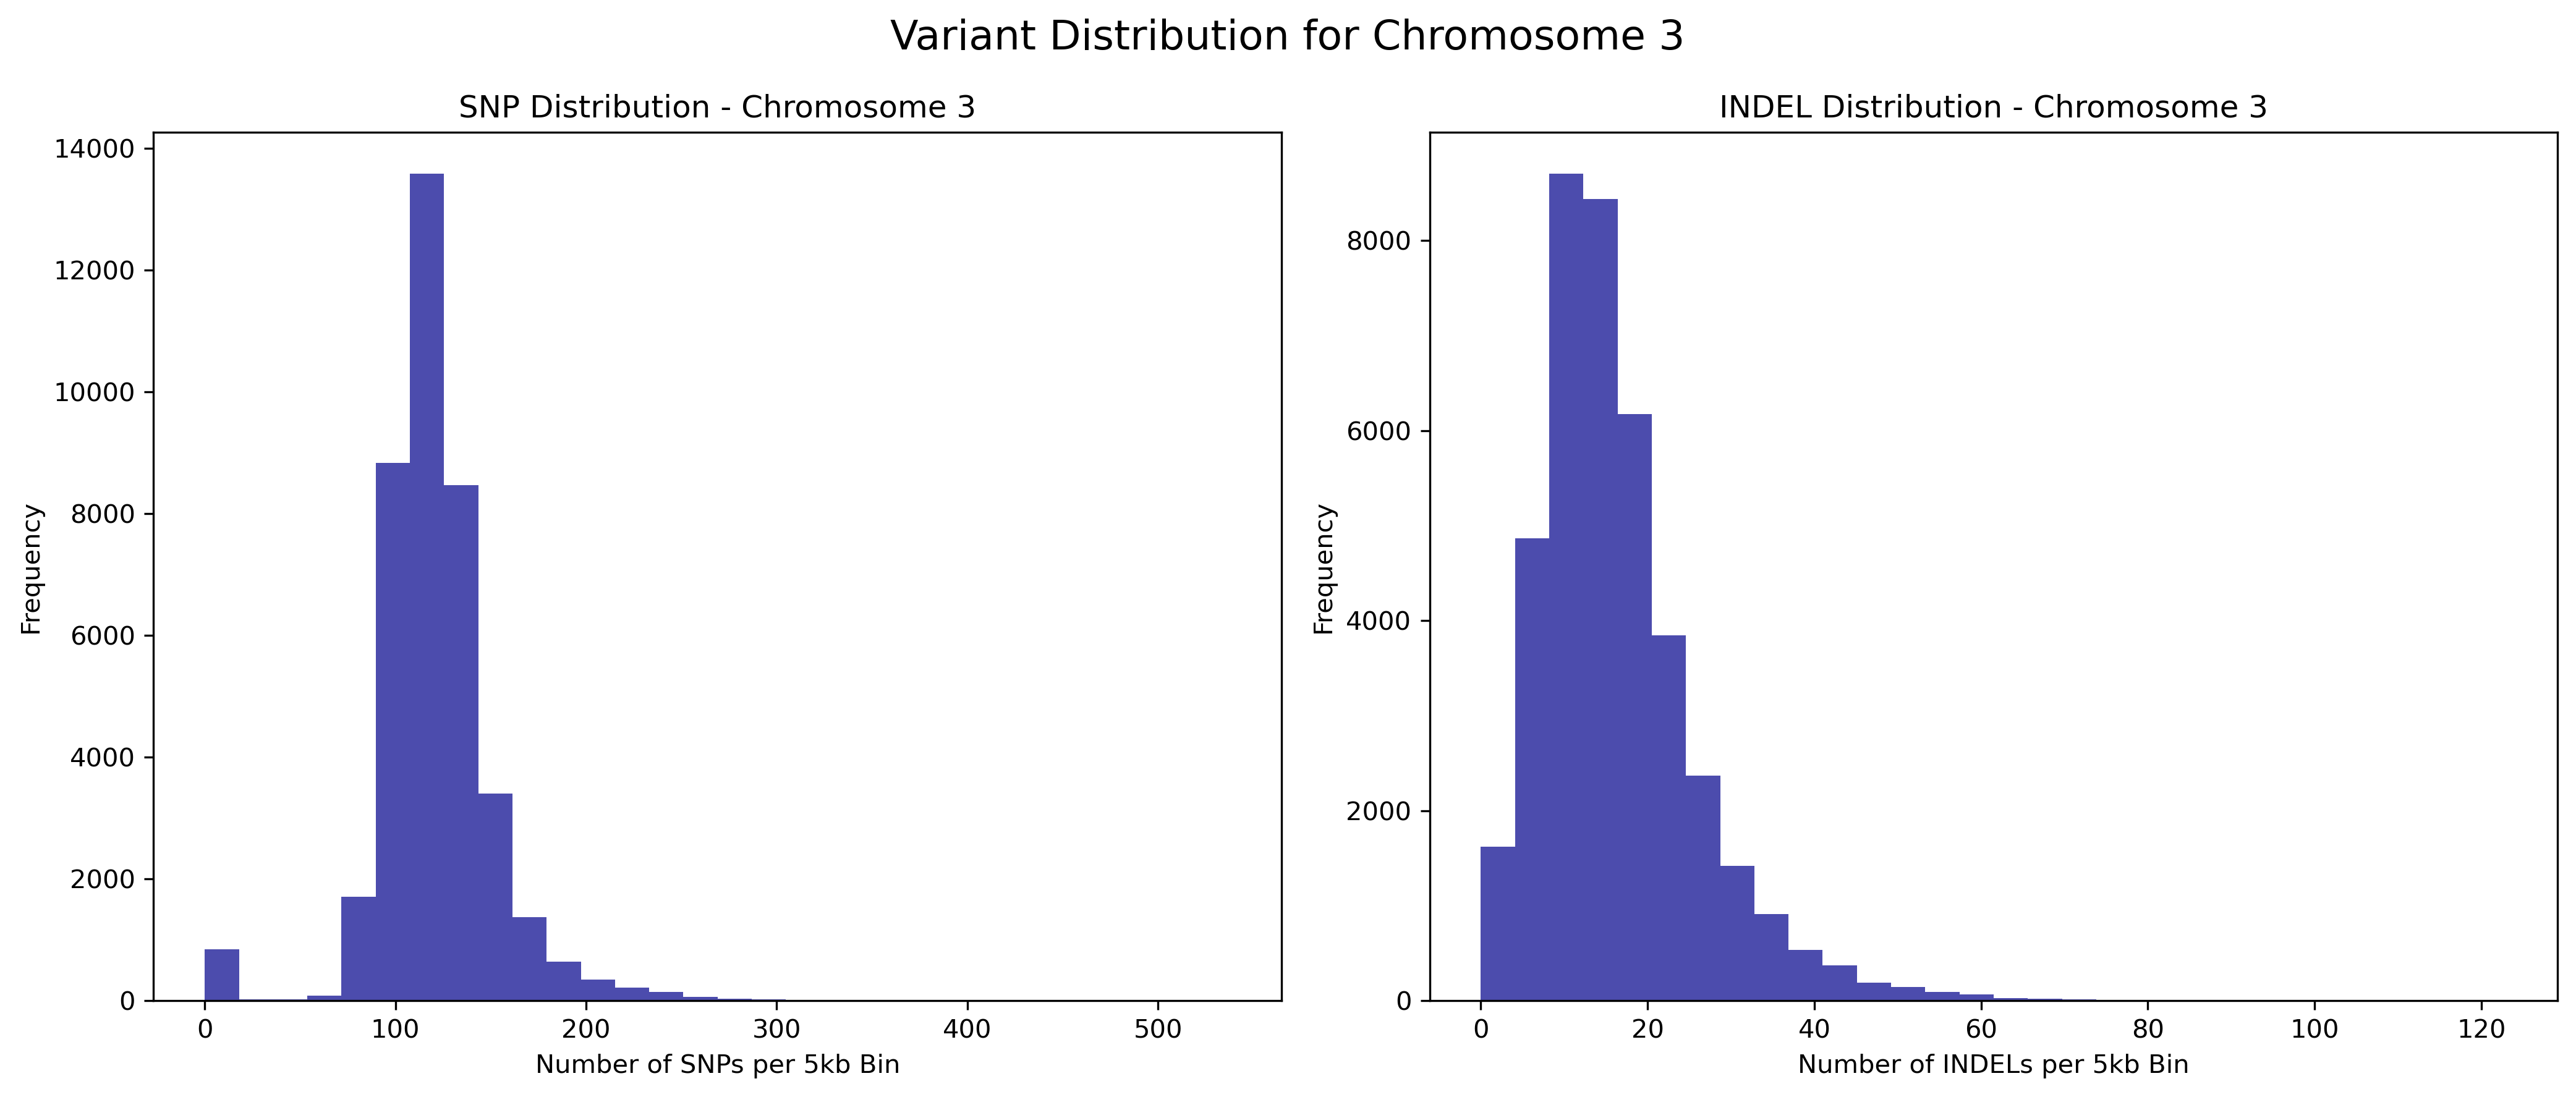 Variant Distribution for Chromosome 3
SNP Distribution - Chromosome 3
14000
12000
10000
8000
6000
4000
2000
0
Frequency
0 100 200 300 400 500
Number of SNPs per 5kb Bin
INDEL Distribution - Chromosome 3
8000
6000
4000
2000
0
Frequency
0 20 40 60 80 100 120
Number of INDELs per 5kb Bin